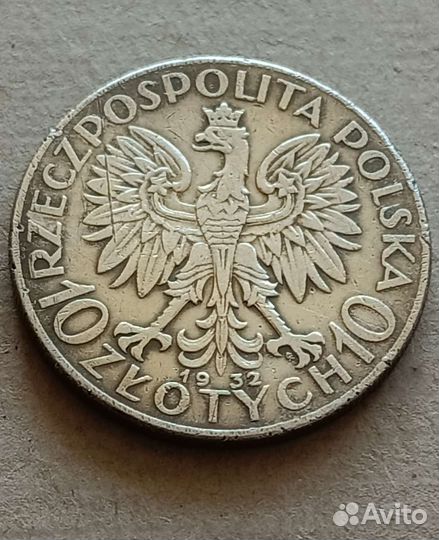 RZECZPOSPOLITA POLSKA
1932
10 ZŁOTYCH 10
Avito